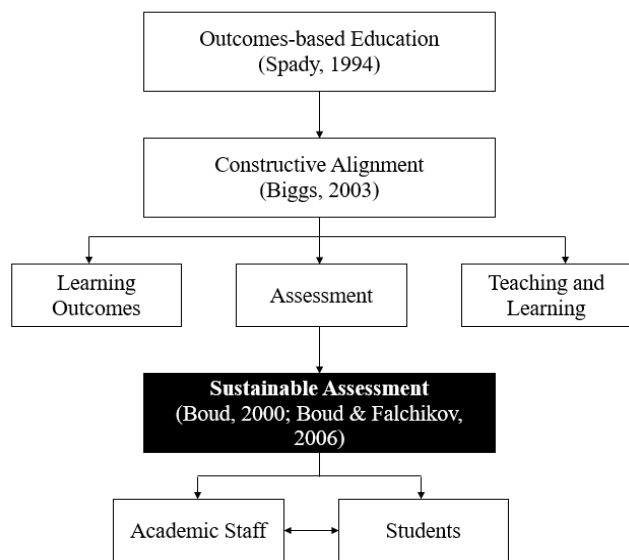 Outcomes-based Education
(Spady, 1994)
Constructive Alignment
(Biggs, 2003)
Learning
Outcomes
Assessment
Teaching and
Learning
Sustainable Assessment
(Boud, 2000; Boud & Falchikov,
2006)
Academic Staff
Students